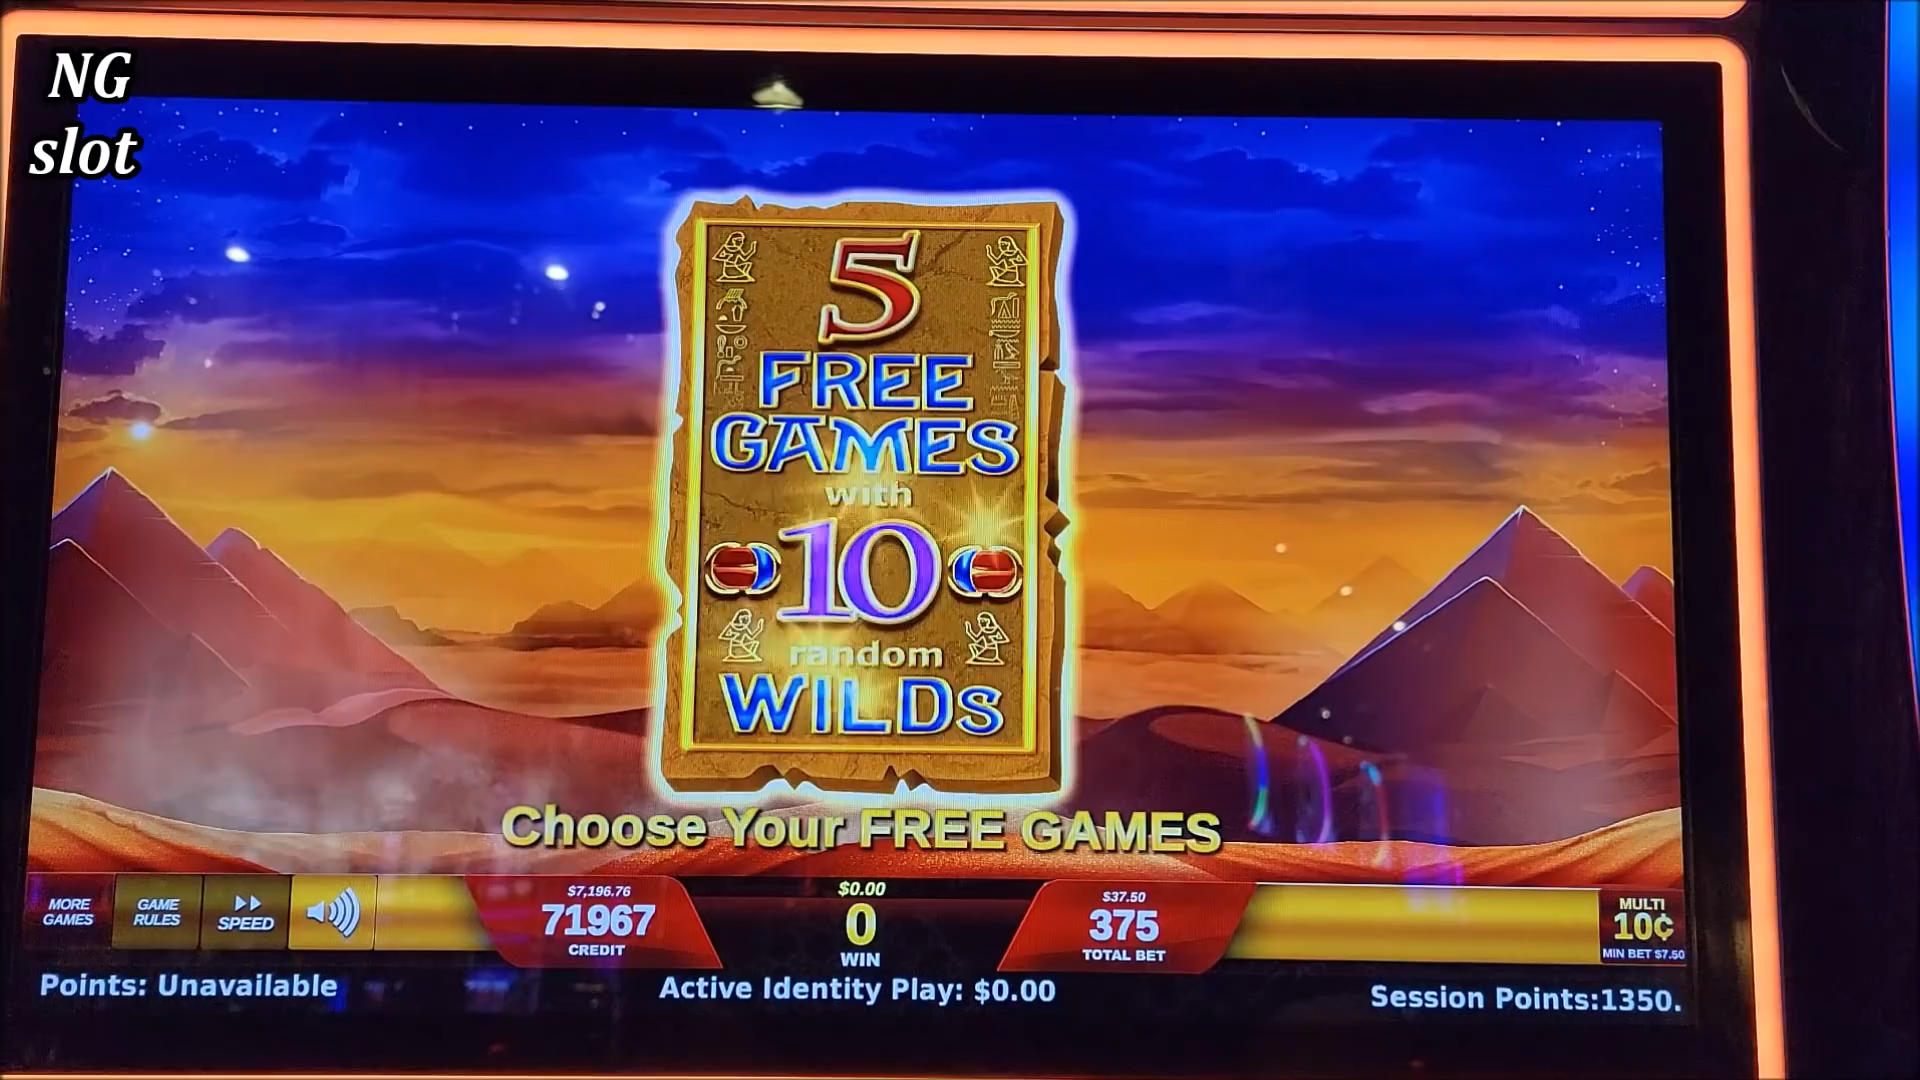 NG
slot
5
FREE
GAMES
with
10
random
WILDS
Choose Your FREE GAMES
MORE
GAMES
GAME
RULES
SPEED
$7,196.76
71967
CREDIT
$0.00
0
WIN
$37.50
375
TOTAL BET
MULTI
10¢
MIN BET $7.50
Points: Unavailable
Active Identity Play: $0.00
Session Points:1350.